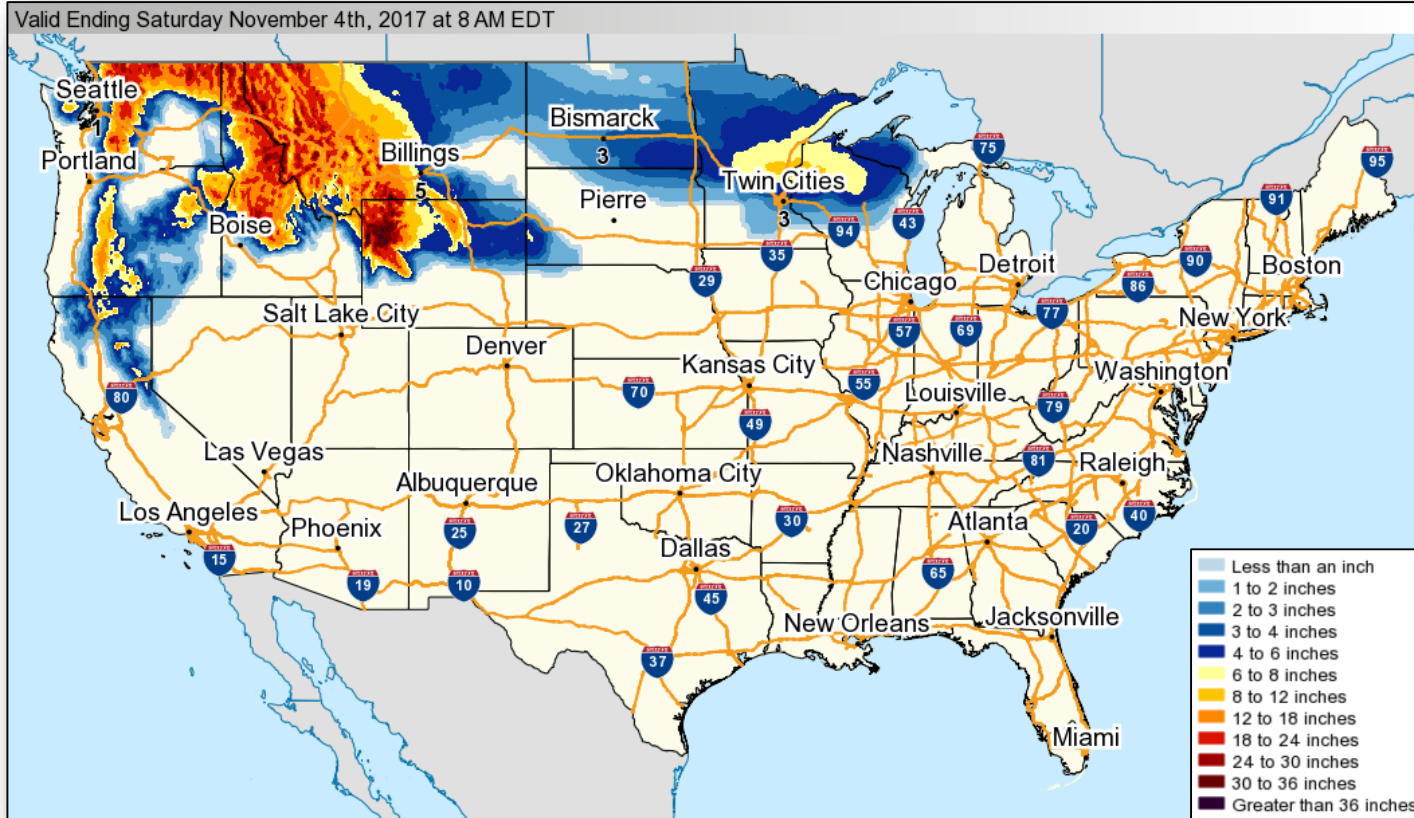 Valid Ending Saturday November 4th, 2017 at 8 AM EDT
Seattle
1
Bismarck
3
75
95
Portland
Billings
5
Twin Cities
3
Pierre
91
Boise
94
43
35
90
Boston
Detroit
29
Chicago
86
Salt Lake City
57
69
77
New York
Denver
Kansas City
Washington
80
70
55
Louisville
79
49
Las Vegas
Nashville
81
Raleigh
Albuquerque
Oklahoma City
Los Angeles
Phoenix
25
27
30
Atlanta
20
40
15
Dallas
19
10
45
65
New Orleans
Jacksonville
37
Miami
Less than an inch
1 to 2 inches
2 to 3 inches
3 to 4 inches
4 to 6 inches
6 to 8 inches
8 to 12 inches
12 to 18 inches
18 to 24 inches
24 to 30 inches
30 to 36 inches
Greater than 36 inches